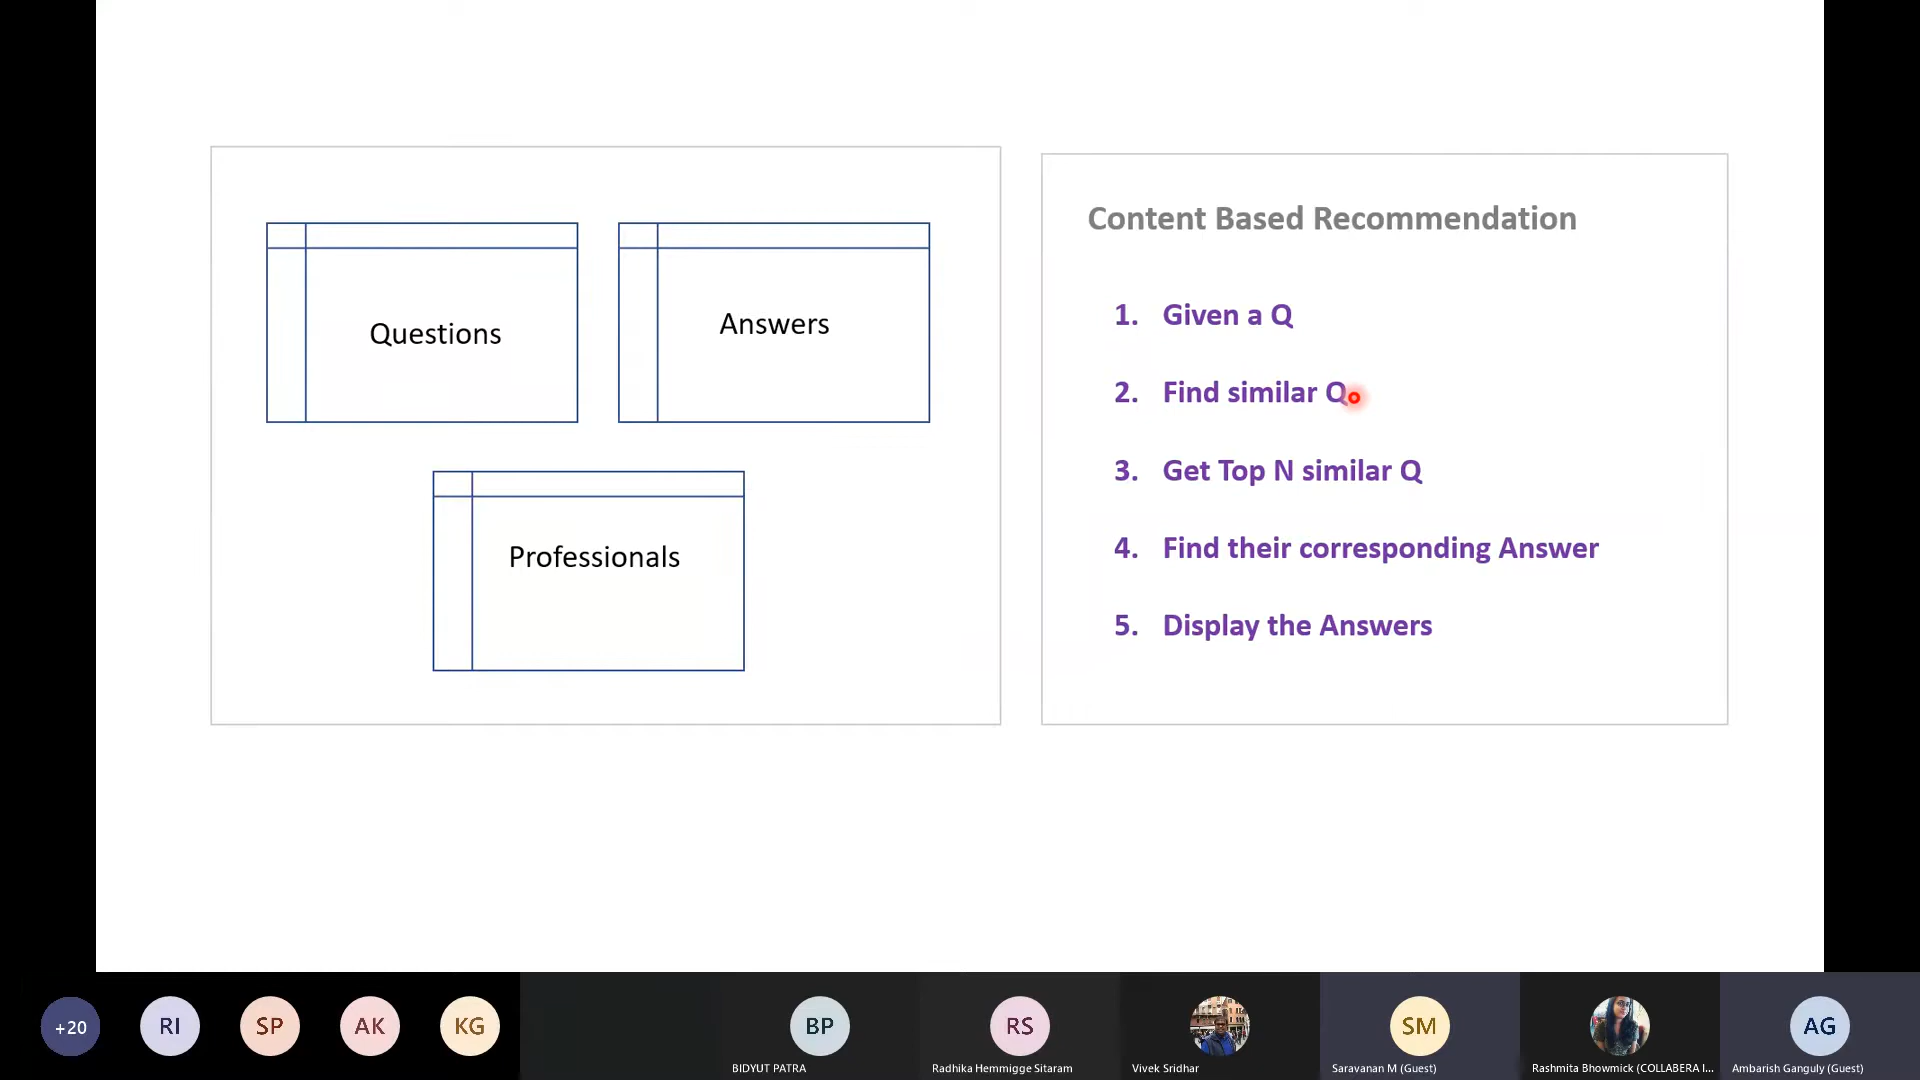 Questions
Answers
Professionals
Content Based Recommendation
1. Given a Q
2. Find similar Q
3. Get Top N similar Q
4. Find their corresponding Answer
5. Display the Answers
+20
RI
SP
AK
KG
BP
RS
SM
AG
BIDYUT PATRA
Radhika Hemmigge Sitaram
Vivek Sridhar
Saravanan M (Guest)
Rashmita Bhowmick (COLLABERA I...
Ambarish Ganguly (Guest)